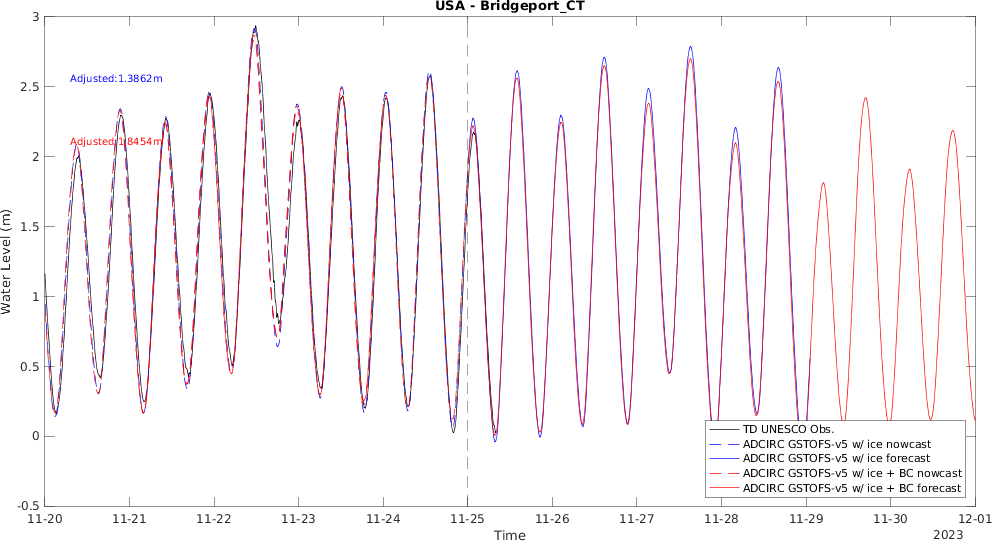 USA - Bridgeport_CT
3
2.5
2
1.5
1
0.5
0
-0.5
Water Level (m)
Adjusted:1.3862m
Adjusted:1.8454m
TD UNESCO Obs.
ADCIRC GSTOFS-v5 w/ ice nowcast
ADCIRC GSTOFS-v5 w/ ice forecast
ADCIRC GSTOFS-v5 w/ ice + BC nowcast
ADCIRC GSTOFS-v5 w/ ice + BC forecast
11-20 11-21 11-22 11-23 11-24 11-25 11-26 11-27 11-28 11-29 11-30 12-01
Time
2023